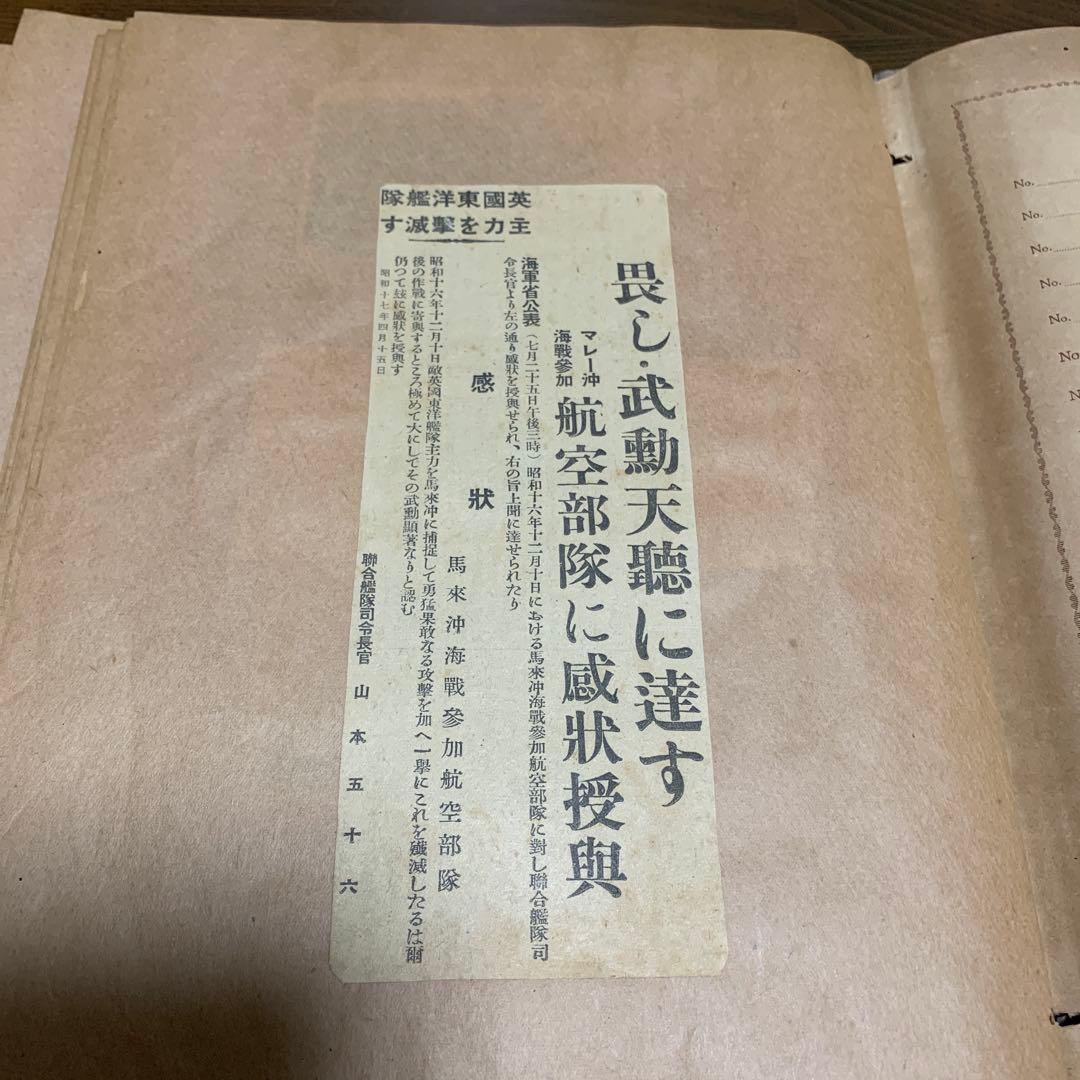 畏し・武勳天聽に達す
マレー沖
海戰參加
航空部隊に感狀授與
英國東洋艦隊
主力を擊滅す
海軍省公表（七月二十五日午後三時）昭和十六年十二月十日における馬來沖海戰參加航空部隊に對し聯合艦隊司
令長官より左の通り感狀を授與せられ、右の旨上聞に達せられたり
感狀
馬來沖海戰參加航空部隊
昭和十六年十二月十日敵英國東洋艦隊主力を馬來沖に捕捉して勇猛果敢なる攻擊を加へ一擧にこれを殲滅したるは爾
後の作戰に寄與するところ極めて大にしてその武勳顯著なりと認む
仍つて玆に感狀を授與す
昭和十七年四月十五日
聯合艦隊司令長官 山本五十六
No.
No.
No.
No.
No.
No.
N